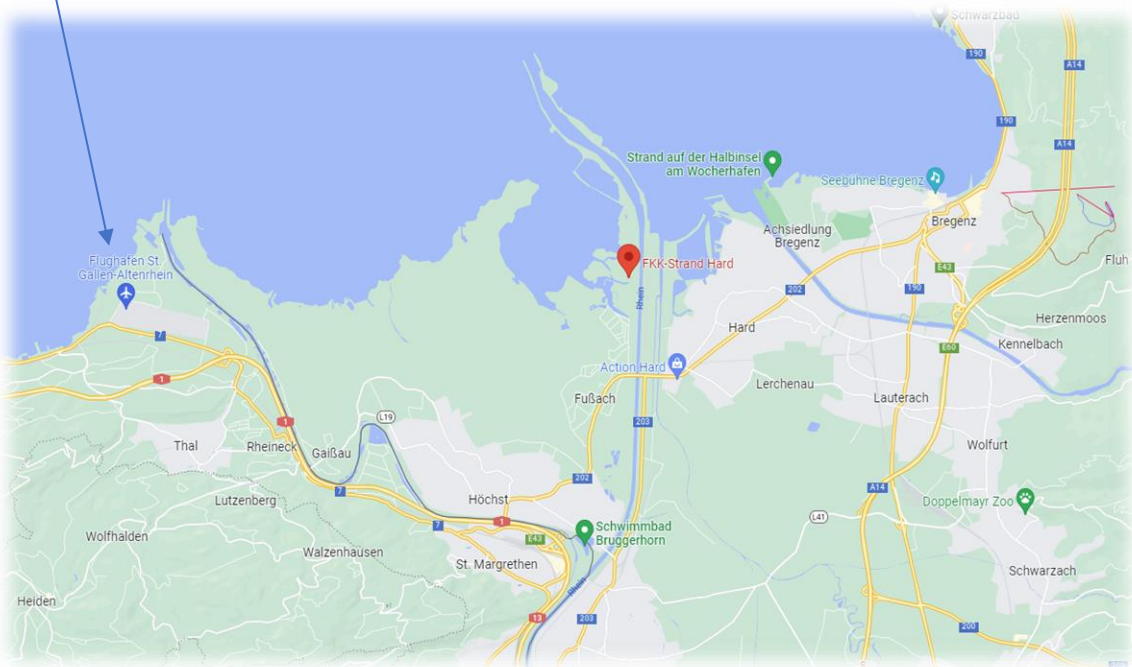 Schwarzbad
190
A14
190
A14
Strand auf der Halbinsel
am Wocherhafen
Seebühne Bregenz
Bregenz
Achsiedlung
Bregenz
Flughafen St.
Gallen-Altenrhein
FKK-Strand Hard
Fluh
E43
202
190
Rhein
Herzenmoos
7
Hard
Kennelbach
E60
1
Action Hard
Lerchenau
Fußach
Lauterach
L19
203
1
Thal
Rheineck
Gaißau
Wolfurt
202
7
A14
Lutzenberg
Höchst
Doppelmayr Zoo
L41
1
7
Schwimmbad
Bruggerhorn
Wolfhalden
E43
Walzenhausen
St. Margrethen
Schwarzach
Rhein
Heiden
13
203
200